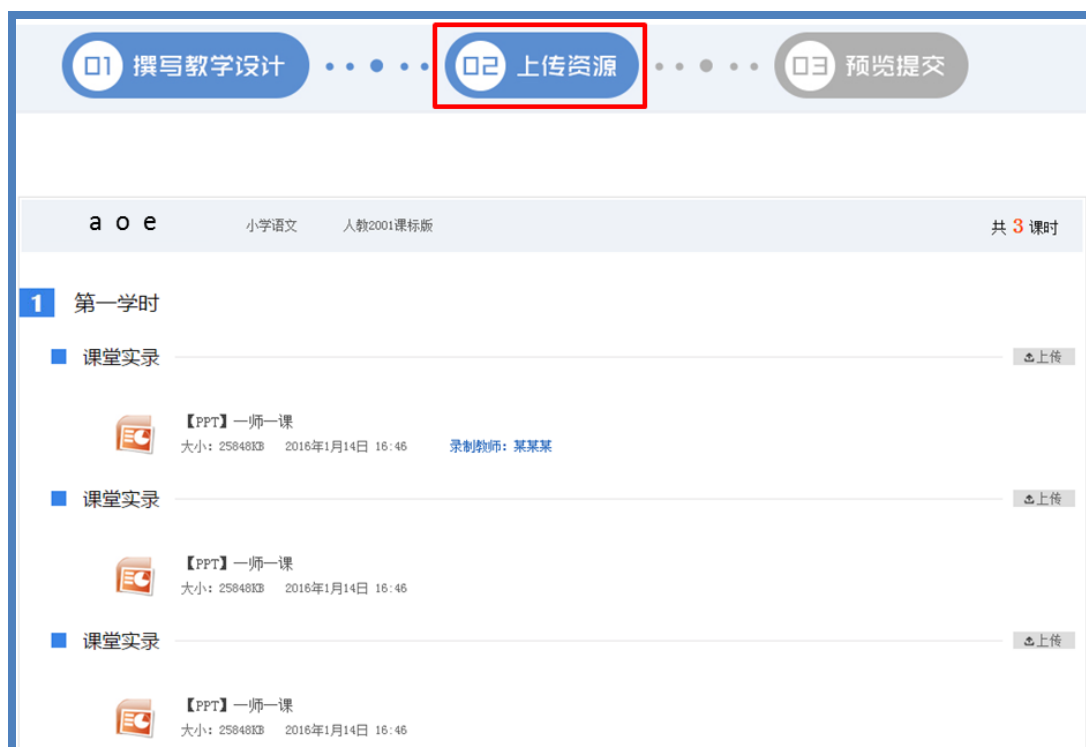 01 撰写教学设计 02 上传资源 03 预览提交
a o e 小学语文 人教2001课标版 共 3 课时
1 第一学时
课堂实录 上传
【PPT】一师一课
大小：25848KB 2016年1月14日 16:46 录制教师：某某某
课堂实录 上传
【PPT】一师一课
大小：25848KB 2016年1月14日 16:46
课堂实录 上传
【PPT】一师一课
大小：25848KB 2016年1月14日 16:46